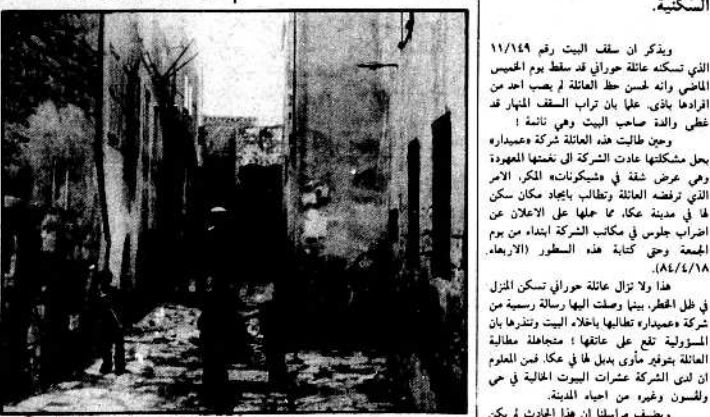 السكنية.
ويذكر ان سقف البيت رقم ١١/١٤٩
الذي تسكنه عائلة حوراني قد سقط يوم الخميس
الماضي وانه لحسن حظ العائلة لم يصب احد من
افرادها باذى. علما بان تراب السقف المنهار قد
غطى والدة صاحب البيت وهي نائمة !
وحين طالبت هذه العائلة شركة «عميدار»
بحل مشكلتها عادت الشركة الى نغمتها المعهودة
وهي عرض شقة في «شيكونات» المكر. الامر
الذي ترفضه العائلة وتطالب بايجاد مكان سكن
لها في مدينة عكا. مما حملها على الاعلان عن
اضراب جلوس في مكاتب الشركة ابتداء من يوم
الجمعة وحتى كتابة هذه السطور (الاربعاء
٨٤/٤/١٨).
هذا ولا تزال عائلة حوراني تسكن المنزل
في ظل الخطر. بينما وصلت اليها رسالة رسمية من
شركة «عميدار» تطالبها باخلاء البيت وتنذرها بان
المسؤولية تقع على عاتقها ! متجاهلة مطالبة
العائلة بتوفير مأوى بديل لها في عكا. فمن المعلوم
ان لدى الشركة عشرات البيوت الخالية في حي
ولفسون وغيره من احياء المدينة.
ويضيف مراسلنا ان هذا الحادث لم يكن